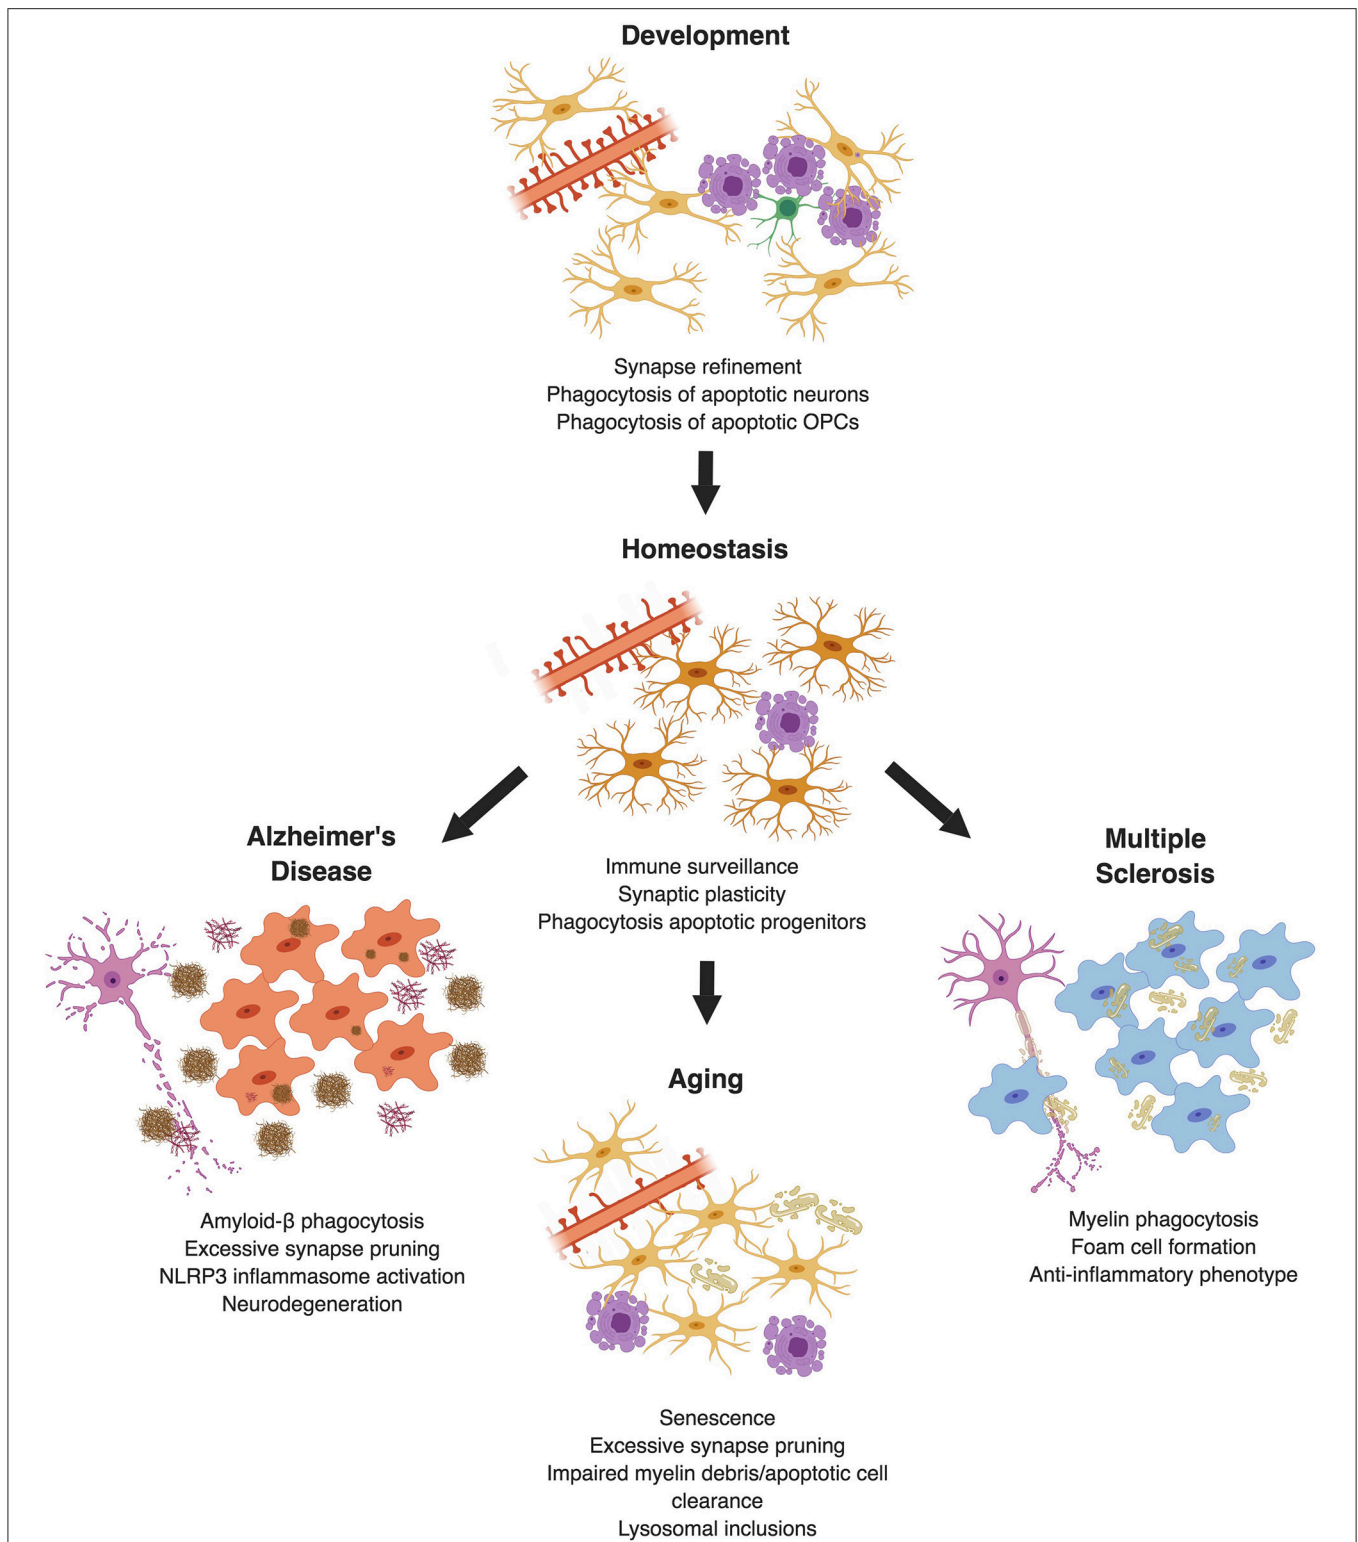 Development
Synapse refinement
Phagocytosis of apoptotic neurons
Phagocytosis of apoptotic OPCs
Homeostasis
Immune surveillance
Synaptic plasticity
Phagocytosis apoptotic progenitors
Alzheimer's
Disease
Amyloid-β phagocytosis
Excessive synapse pruning
NLRP3 inflammasome activation
Neurodegeneration
Multiple
Sclerosis
Myelin phagocytosis
Foam cell formation
Anti-inflammatory phenotype
Aging
Senescence
Excessive synapse pruning
Impaired myelin debris/apoptotic cell
clearance
Lysosomal inclusions